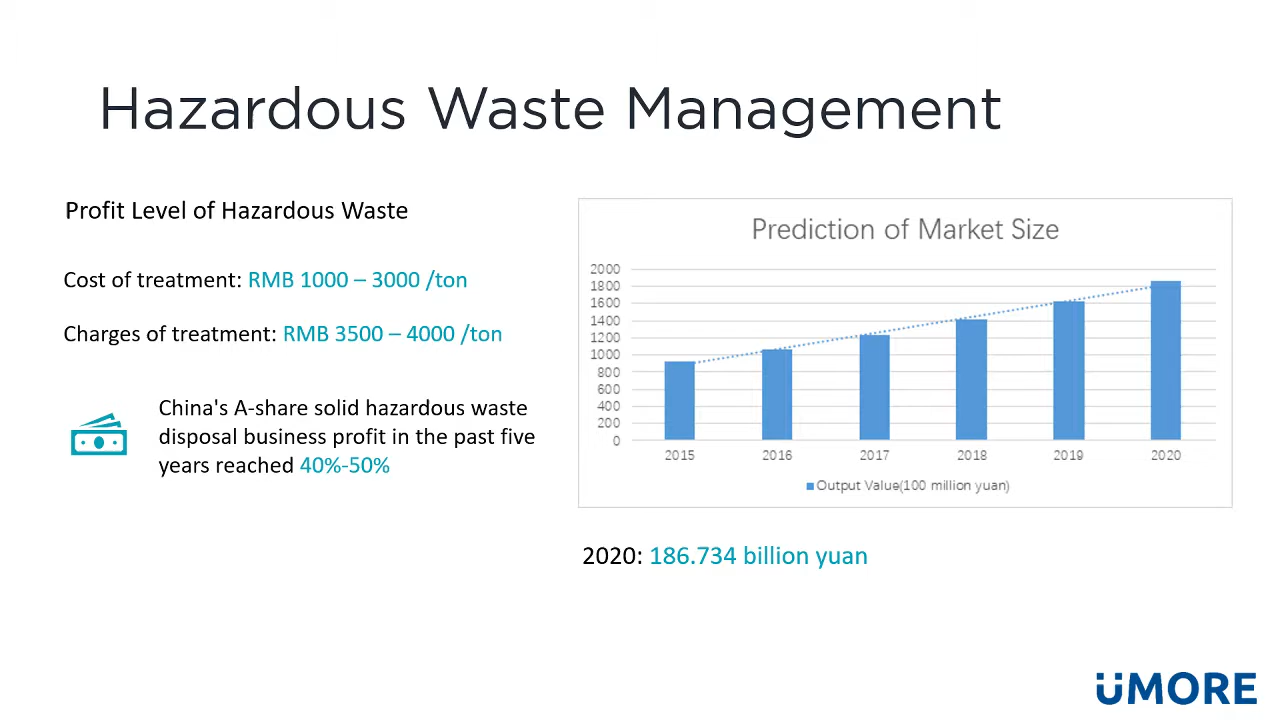 Hazardous Waste Management
Profit Level of Hazardous Waste
Cost of treatment: RMB 1000 – 3000 /ton
Charges of treatment: RMB 3500 – 4000 /ton
China's A-share solid hazardous waste
disposal business profit in the past five
years reached 40%-50%
Prediction of Market Size
2000
1800
1600
1400
1200
1000
800
600
400
200
0
2015 2016 2017 2018 2019 2020
Output Value(100 million yuan)
2020: 186.734 billion yuan
ÜMORE